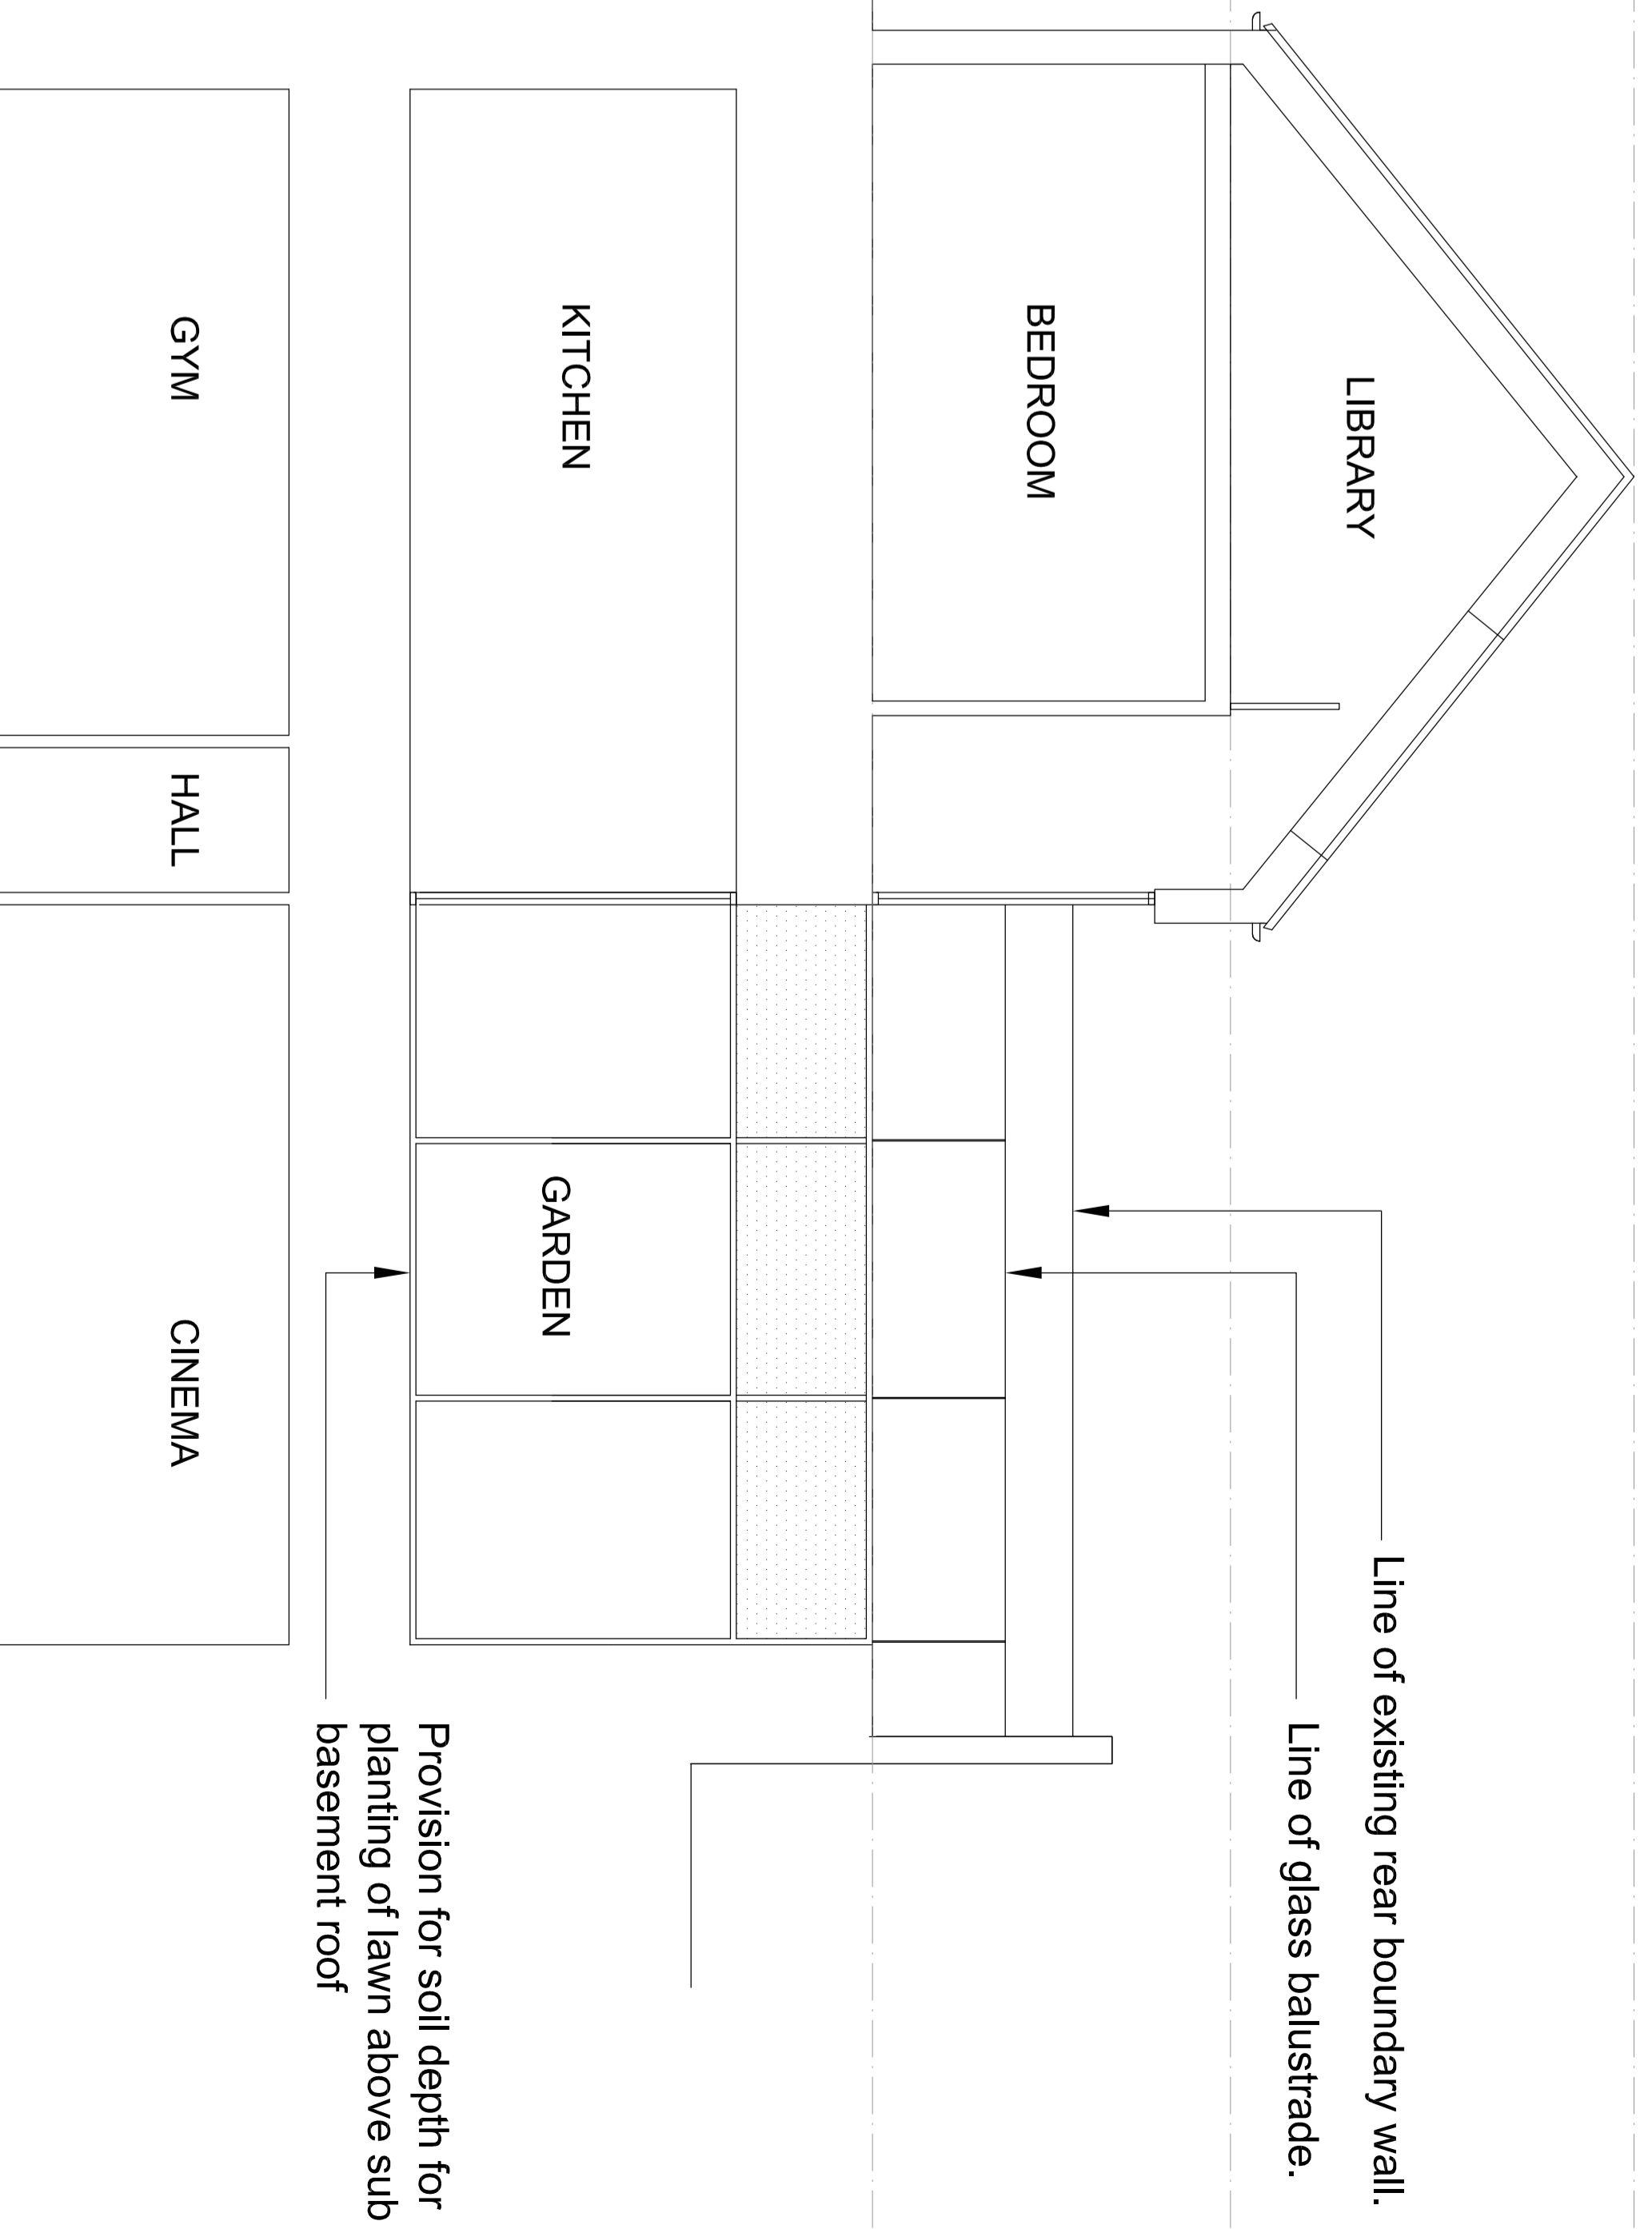 Line of existing rear boundary wall.
LIBRARY
Line of glass balustrade.
BEDROOM
KITCHEN
GARDEN
Provision for soil depth for
planting of lawn above sub
basement roof
GYM
HALL
CINEMA